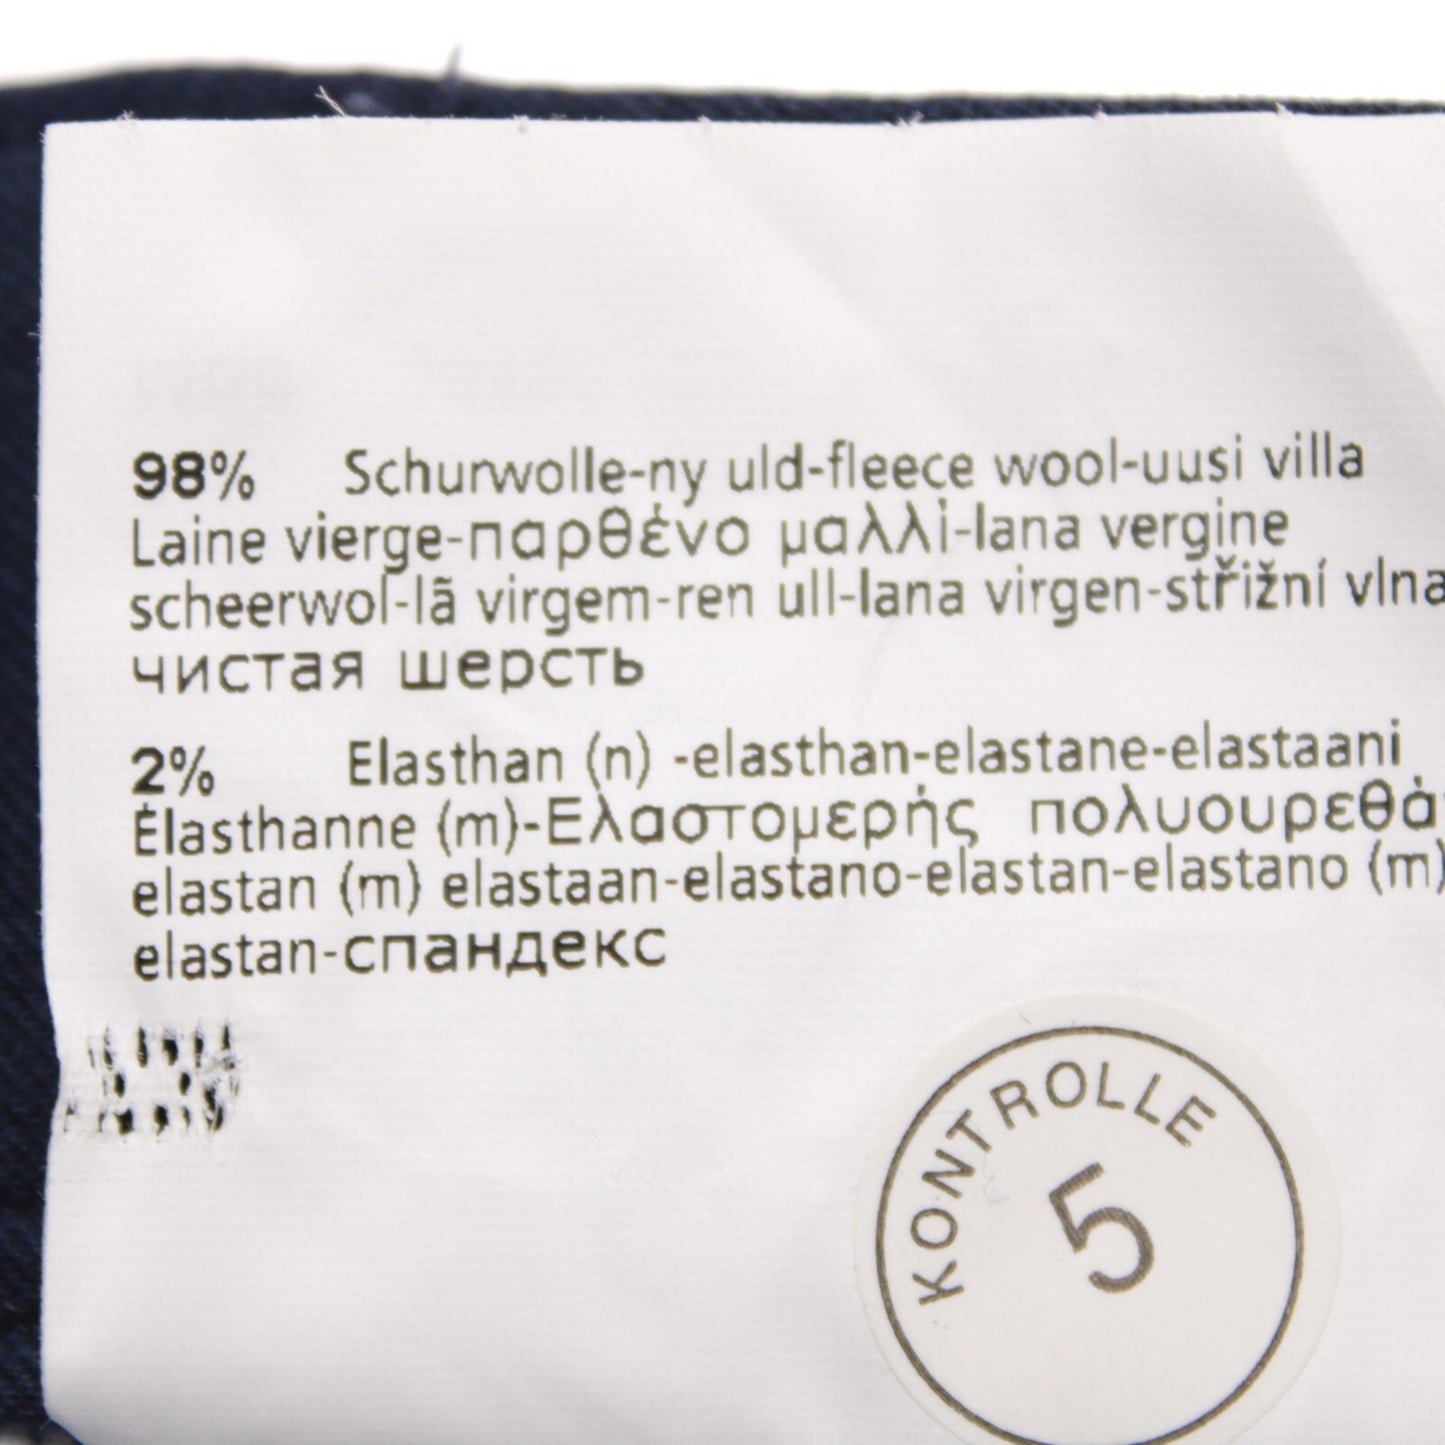 98% Schurwolle-ny uld-fleece wool-uusi villa
Laine vierge-παρθένο μαλλί-lana vergine
scheerwol-lã virgem-ren ull-lana virgen-střižní vlna
чистая шерсть
2% Elasthan (n) -elasthan-elastane-elastaani
Élasthanne (m)-Ελαστομερής πολυουρεθά
elastan (m) elastaan-elastano-elastan-elastano (m)
elastan-спандекс
KONTROLLE
5